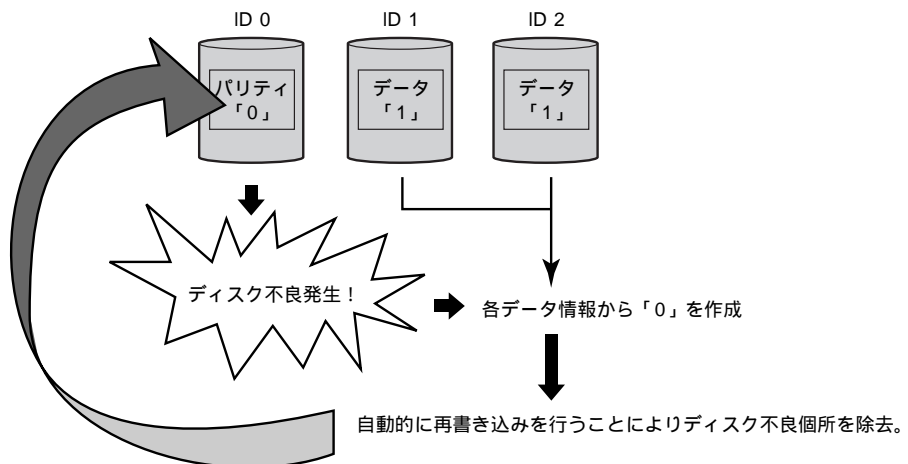 ID 0
ID 1
ID 2
パリティ
「0」
データ
「1」
データ
「1」
ディスク不良発生！
各データ情報から「0」を作成
自動的に再書き込みを行うことによりディスク不良個所を除去。